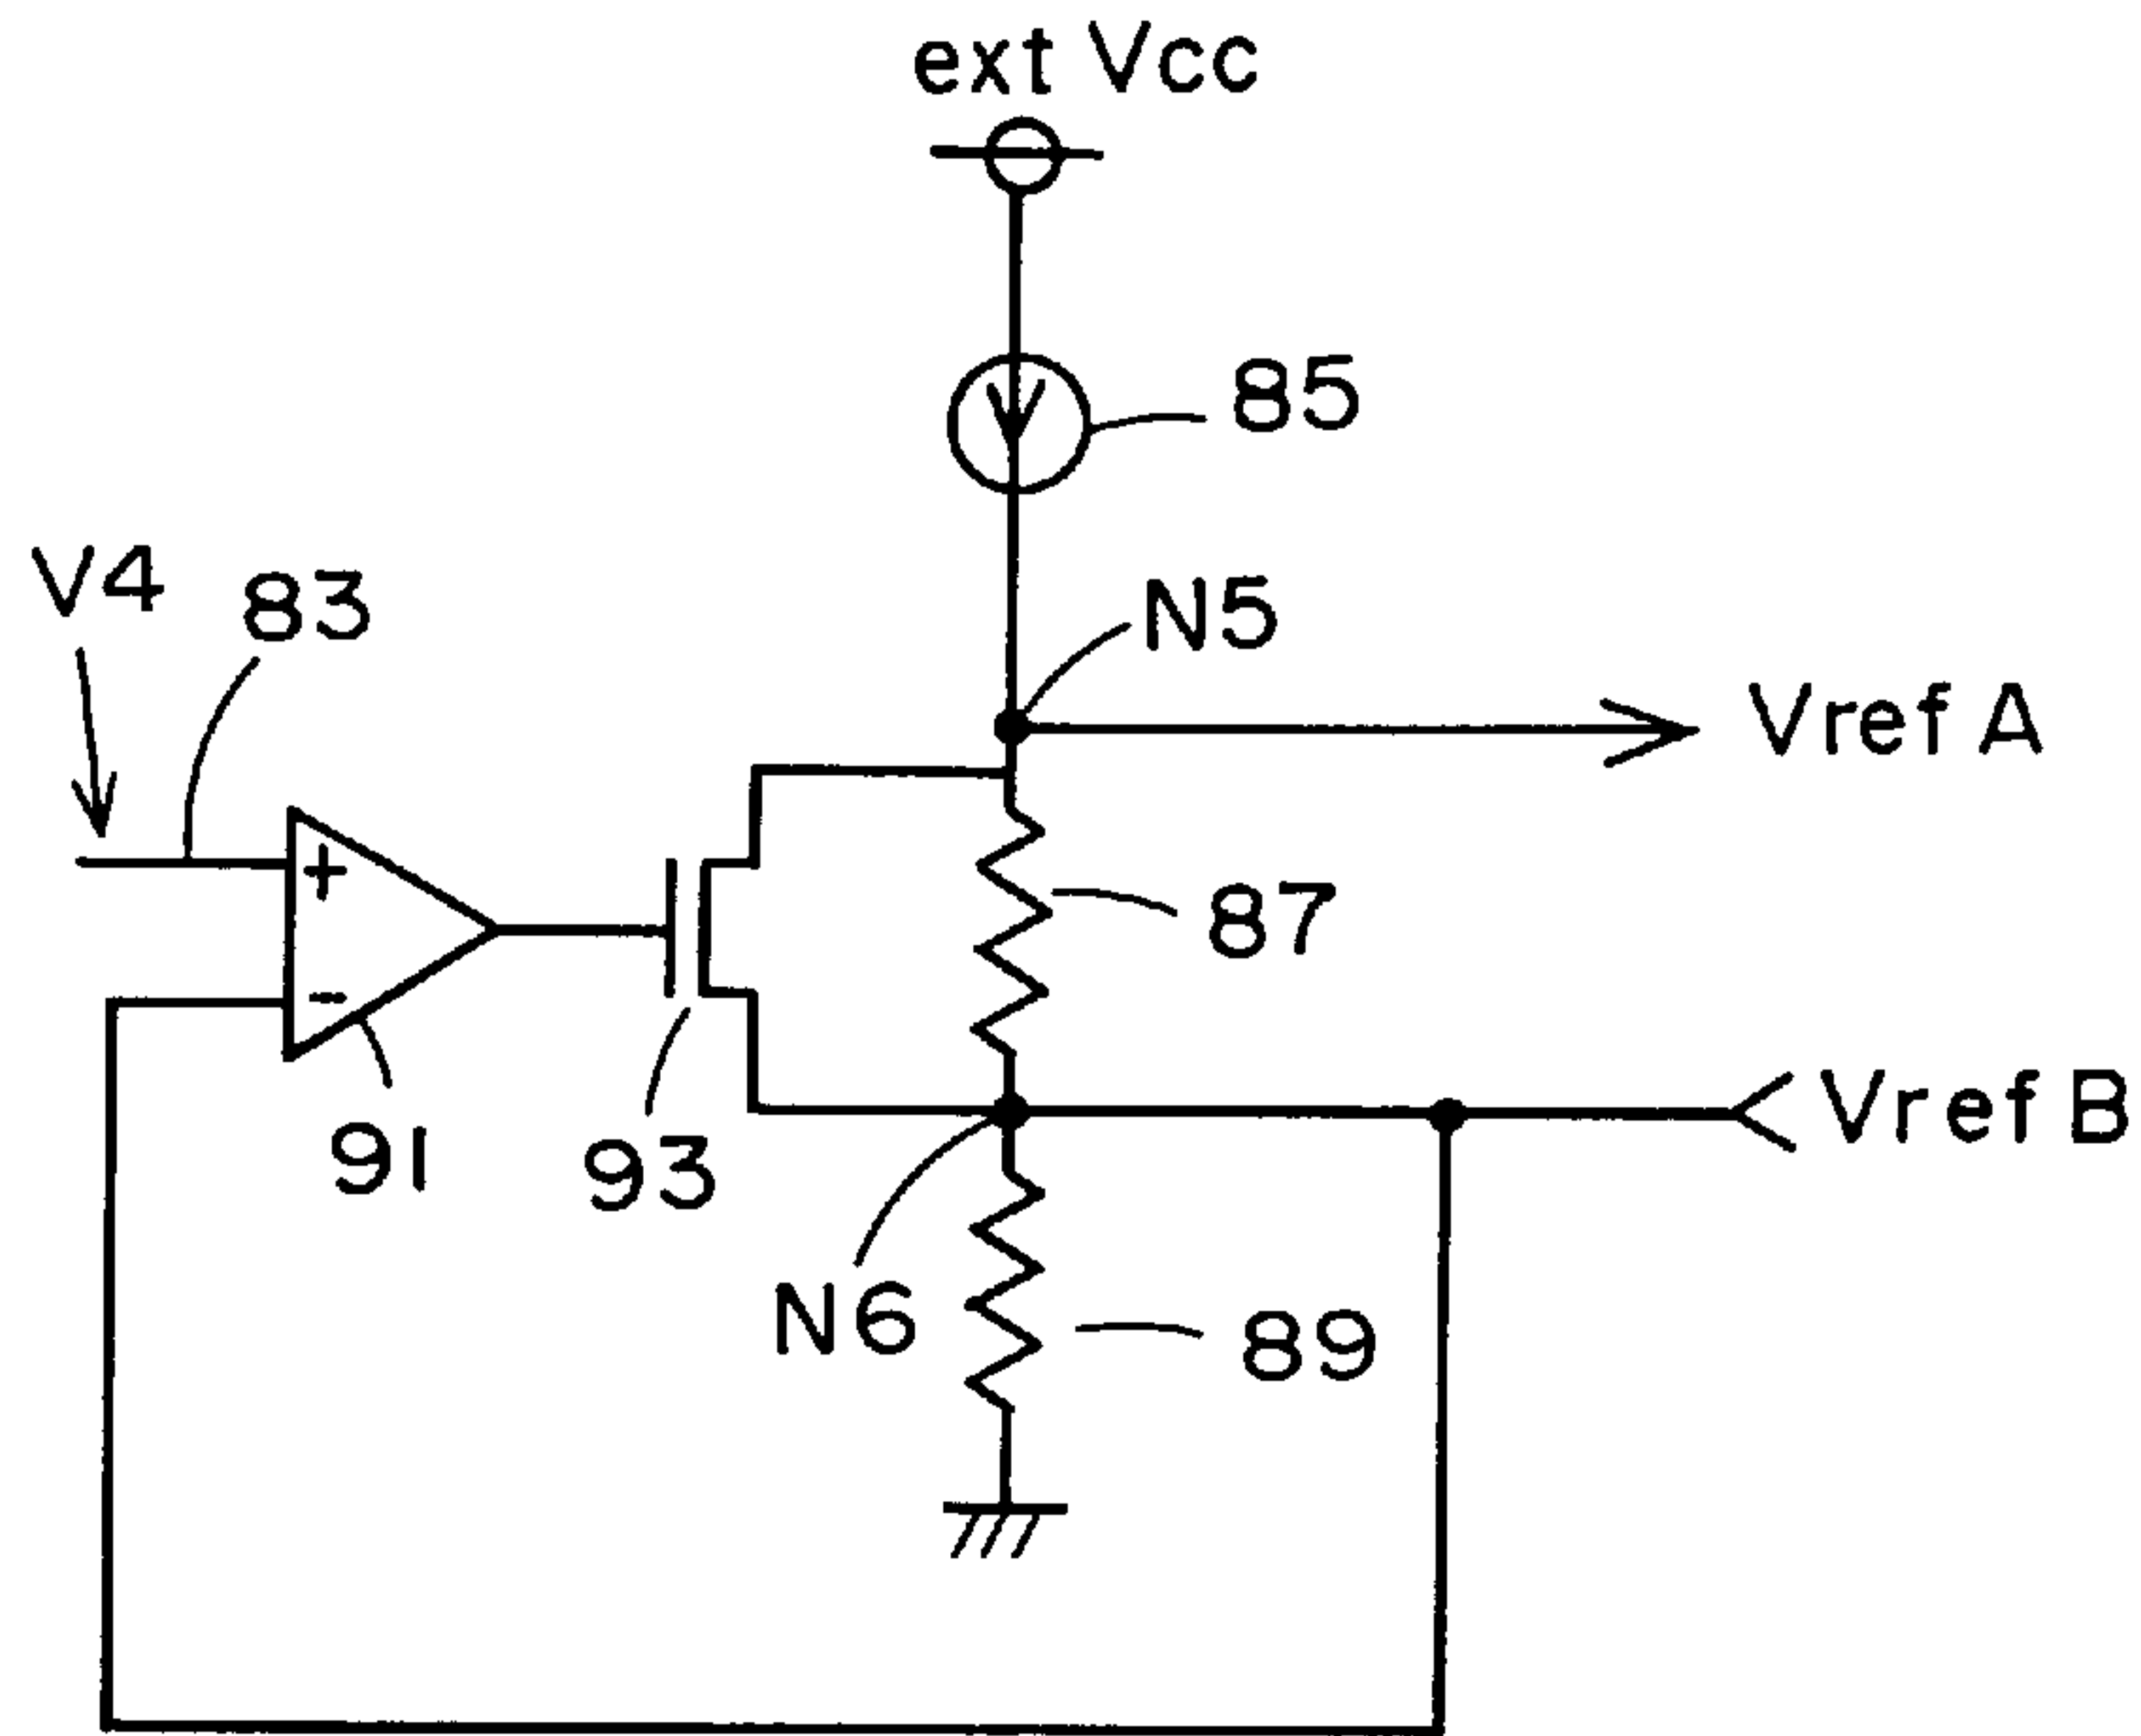 ext Vcc
85
V4
83
N5
Vref A
+
87
-
Vref B
91
93
N6
89